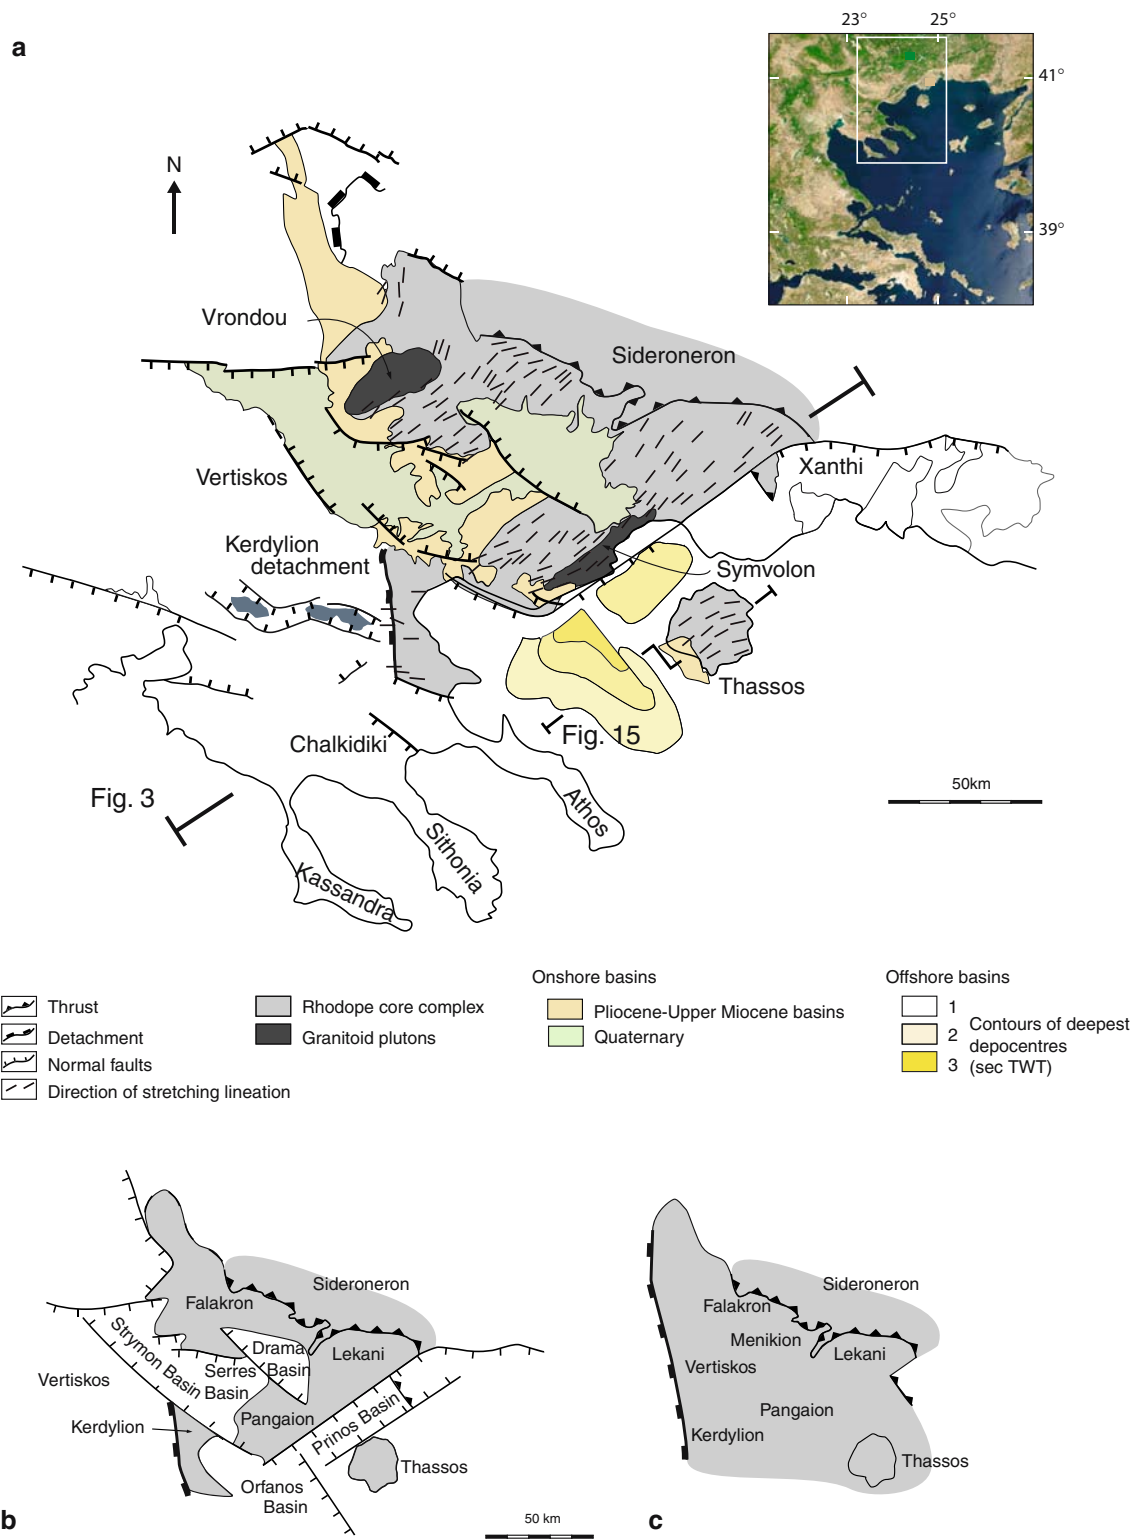 a
23°
25°
41°
39°
N
Vrondou
Sideroneron
Vertiskos
Xanthi
Kerdylion
detachment
Symvolon
Thassos
Fig. 15
Chalkidiki
Fig. 3
50km
Athos
Sithonia
Kassandra
Onshore basins
Offshore basins
Thrust
Rhodope core complex
Pliocene-Upper Miocene basins
1
Detachment
Granitoid plutons
Quaternary
2
Contours of deepest
depocentres
Normal faults
3
(sec TWT)
Direction of stretching lineation
Sideroneron
Falakron
Strymon Basin
Drama
Basin
Lekani
Serres
Basin
Vertiskos
Pangaion
Prinos Basin
Kerdylion
Thassos
Orfanos
Basin
b
50 km
Sideroneron
Falakron
Menikion
Lekani
Vertiskos
Pangaion
Kerdylion
Thassos
c